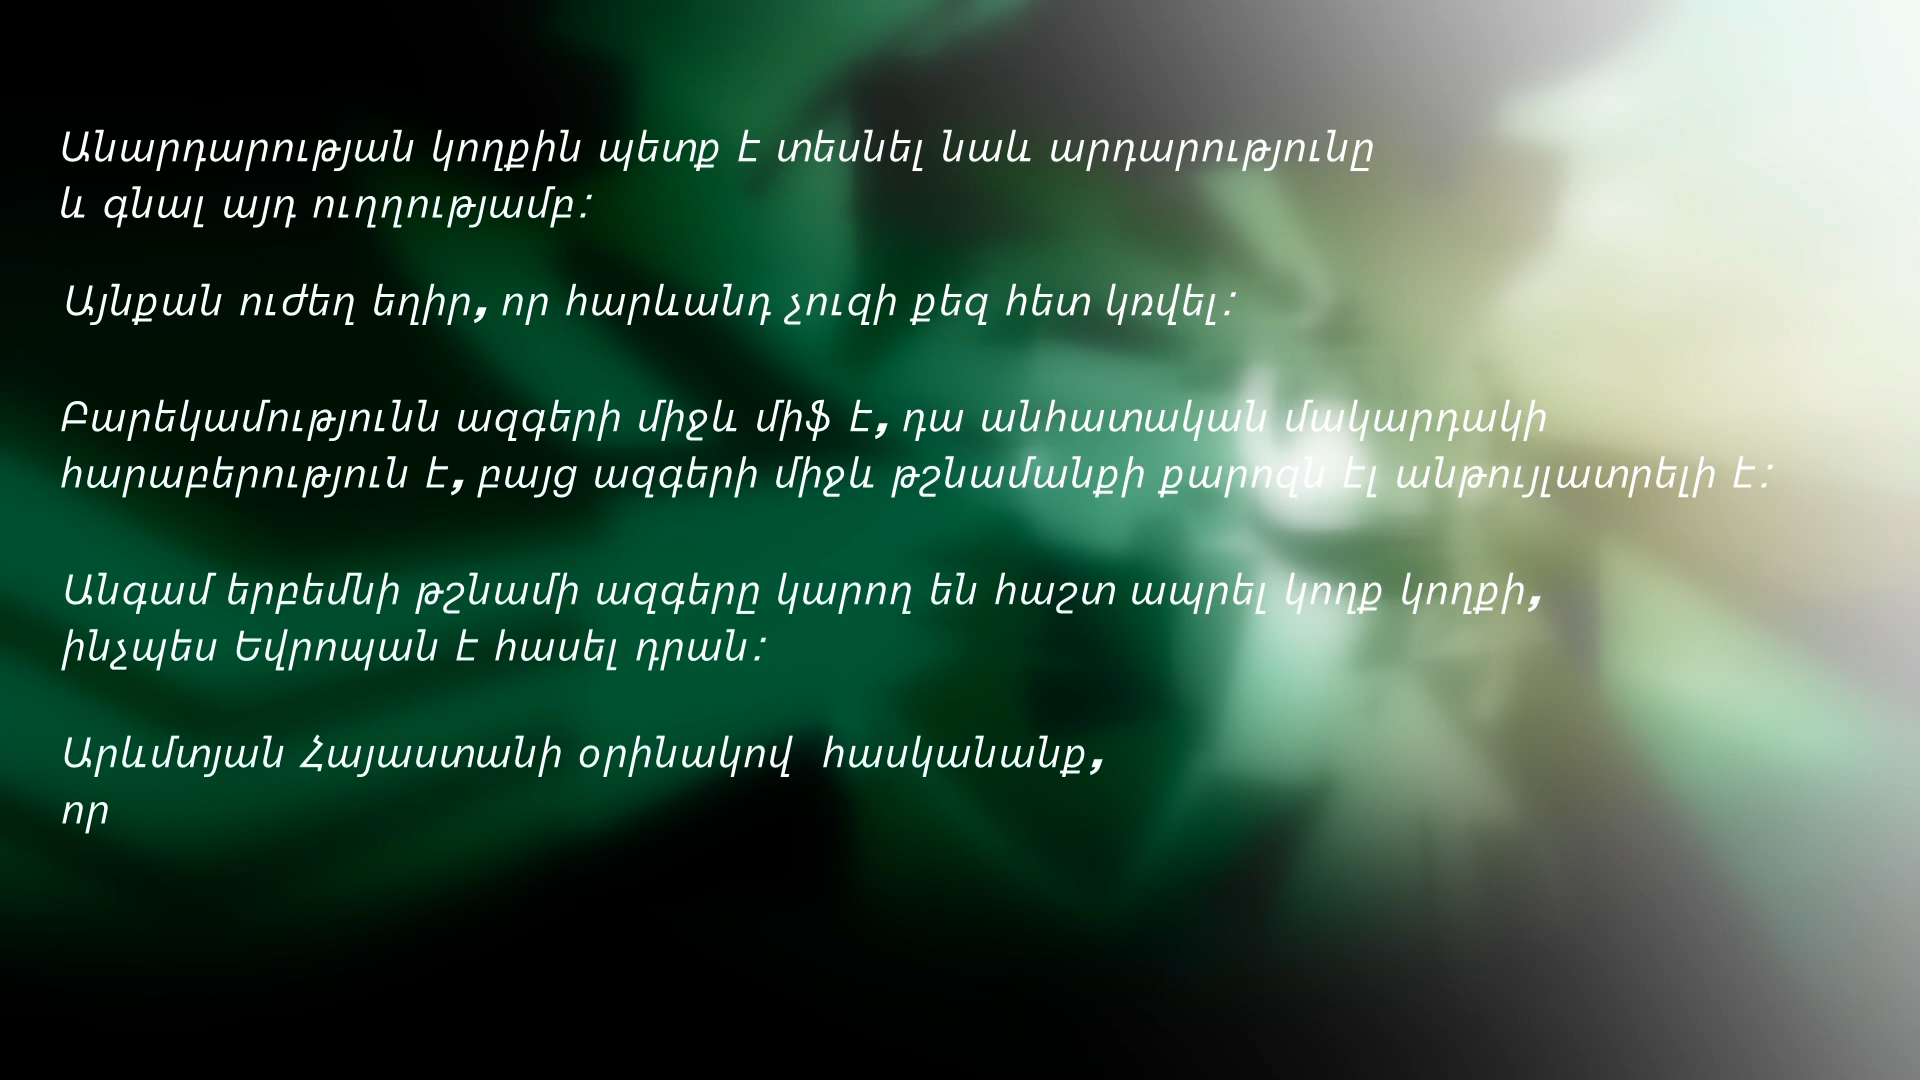 Անարդարության կողքին պետք է տեսնել նաև արդարությունը
և գնալ այդ ուղղությամբ:
Այնքան ուժեղ եղիր, որ հարևանդ չուզի քեզ հետ կռվել:
Բարեկամությունն ազգերի միջև միֆ է, դա անհատական մակարդակի
հարաբերություն է, բայց ազգերի միջև թշնամանքի քարոզն էլ անթույլատրելի է:
Անգամ երբեմնի թշնամի ազգերը կարող են հաշտ ապրել կողք կողքի,
ինչպես Եվրոպան է հասել դրան:
Արևմտյան Հայաստանի օրինակով հասկանանք,
որ